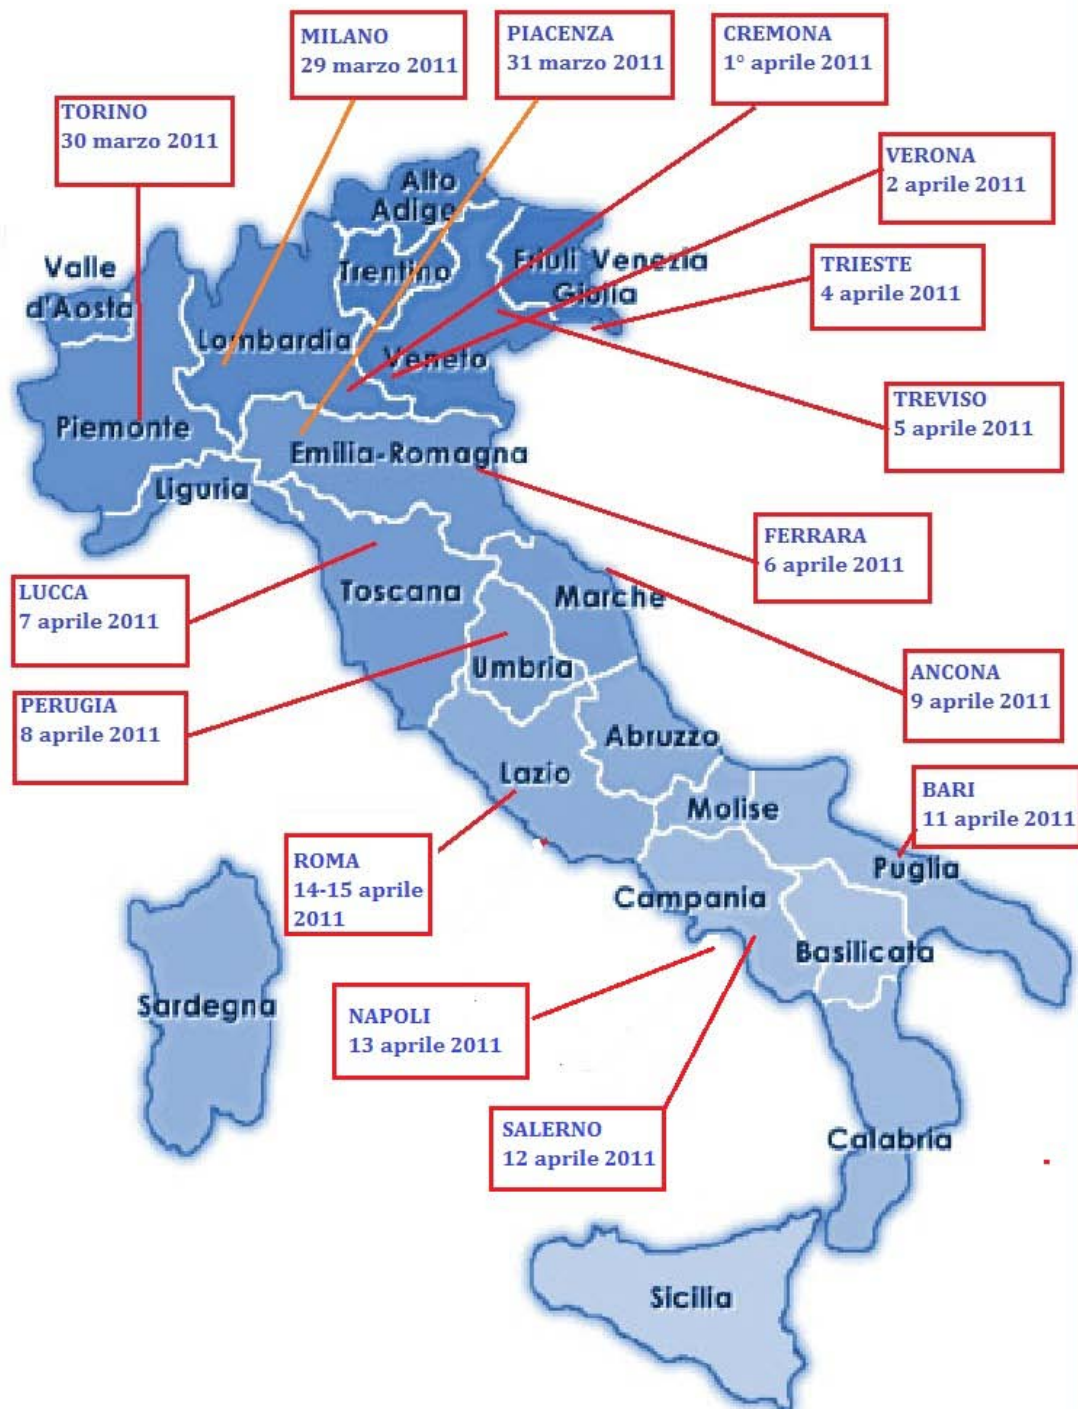 MILANO
29 marzo 2011
PIACENZA
31 marzo 2011
CREMONA
1° aprile 2011
TORINO
30 marzo 2011
VERONA
2 aprile 2011
Alto
Adige
Trentino
Friuli Venezia
Giulia
TRIESTE
4 aprile 2011
Valle
d'Aosta
Lombardia
Veneto
TREVISO
5 aprile 2011
Piemonte
Emilia-Romagna
Liguria
FERRARA
6 aprile 2011
LUCCA
7 aprile 2011
Toscana
Marche
Umbria
ANCONA
9 aprile 2011
PERUGIA
8 aprile 2011
Abruzzo
Lazio
Molise
BARI
11 aprile 2011
ROMA
14-15 aprile
2011
Puglia
Campania
Basilicata
Sardegna
NAPOLI
13 aprile 2011
SALERNO
12 aprile 2011
Calabria
Sicilia